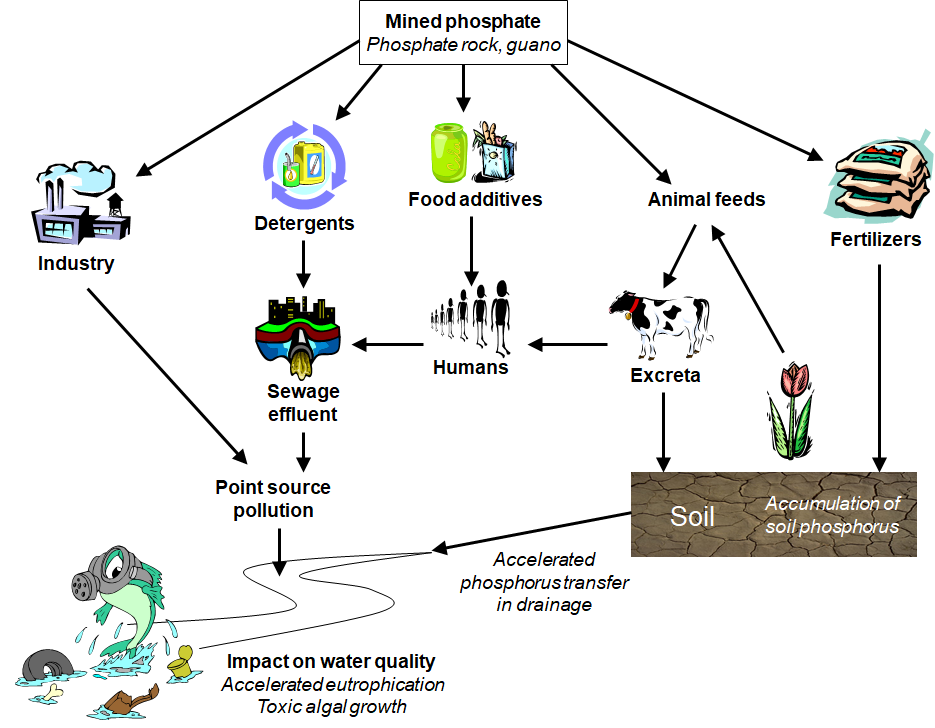 Mined phosphate
Phosphate rock, guano
Detergents
Food additives
Animal feeds
Fertilizers
Industry
Sewage
effluent
Humans
Excreta
Point source
pollution
Soil
Accumulation of
soil phosphorus
Accelerated
phosphorus transfer
in drainage
Impact on water quality
Accelerated eutrophication
Toxic algal growth